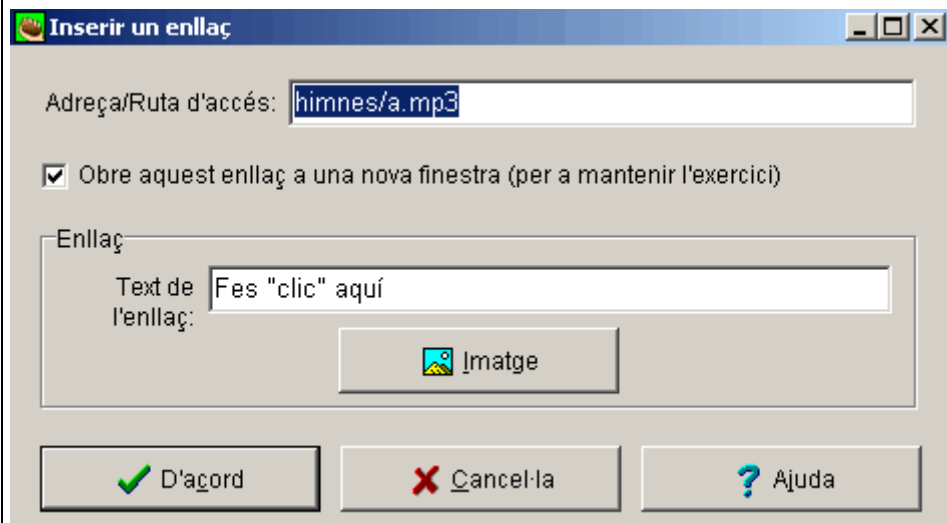 Inserir un enllaç
Adreça/Ruta d'accés: himnes/a.mp3
Obre aquest enllaç a una nova finestra (per a mantenir l'exercici)
Enllaç
Text de l'enllaç: Fes "clic" aquí
Imatge
D'acord Cancel·la Ajuda